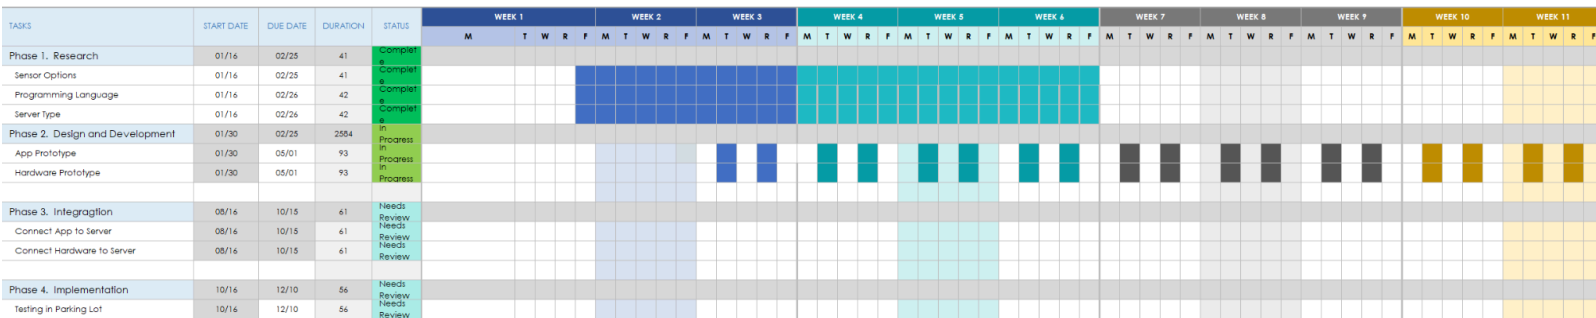 TASKS START DATE DUE DATE DURATION STATUS WEEK 1 WEEK 2 WEEK 3 WEEK 4 WEEK 5 WEEK 6 WEEK 7 WEEK 8 WEEK 9 WEEK 10 WEEK 11
M T W R F M T W R F M T W R F M T W R F M T W R F M T W R F M T W R F M T W R F M T W R F M T W R F M T W R F
Phase 1. Research 01/16 02/25 41 Complete
Sensor Options 01/16 02/25 41 Complete
Programming Language 01/16 02/26 42 Complete
Server Type 01/16 02/26 42 Complete
Phase 2. Design and Development 01/30 02/25 2584 In Progress
App Prototype 01/30 05/01 93 In Progress
Hardware Prototype 01/30 05/01 93 In Progress
Phase 3. Integragtion 08/16 10/15 61 Needs Review
Connect App to Server 08/16 10/15 61 Needs Review
Connect Hardware to Server 08/16 10/15 61 Needs Review
Phase 4. Implementation 10/16 12/10 56 Needs Review
Testing in Parking Lot 10/16 12/10 56 Needs Review